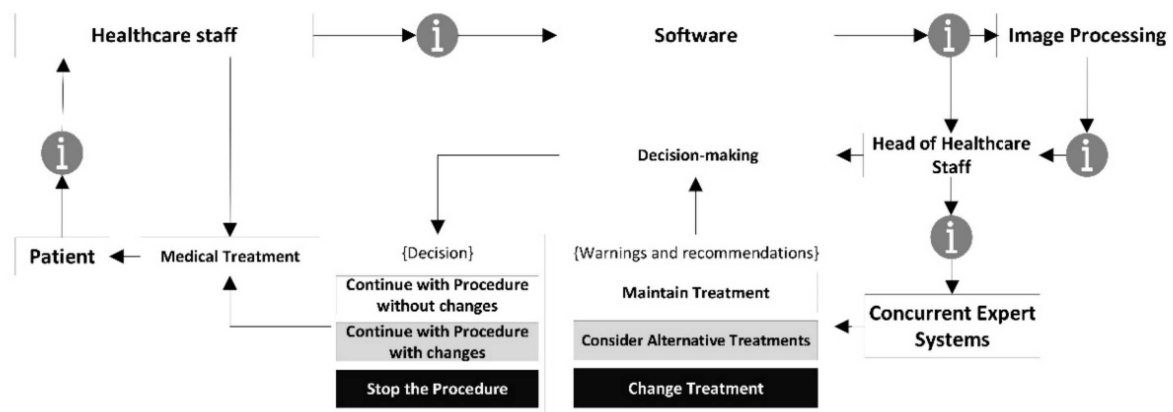 Healthcare staff
i
Software
i
Image Processing
i
Decision-making
Head of Healthcare
Staff
i
Patient
Medical Treatment
{Decision}
{Warnings and recommendations}
i
Continue with Procedure
without changes
Maintain Treatment
Concurrent Expert
Systems
Continue with Procedure
with changes
Consider Alternative Treatments
Stop the Procedure
Change Treatment